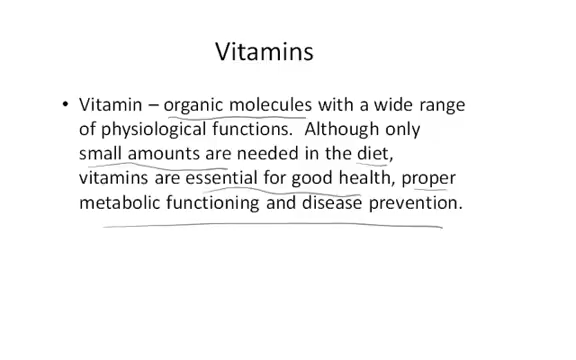 Vitamins
• Vitamin – organic molecules with a wide range
of physiological functions. Although only
small amounts are needed in the diet,
vitamins are essential for good health, proper
metabolic functioning and disease prevention.